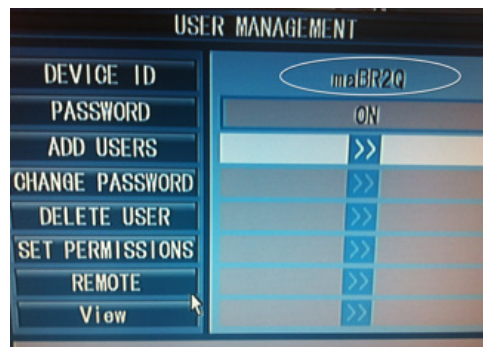 USER MANAGEMENT
DEVICE ID maBR2Q
PASSWORD ON
ADD USERS >>
CHANGE PASSWORD >>
DELETE USER >>
SET PERMISSIONS >>
REMOTE >>
View >>